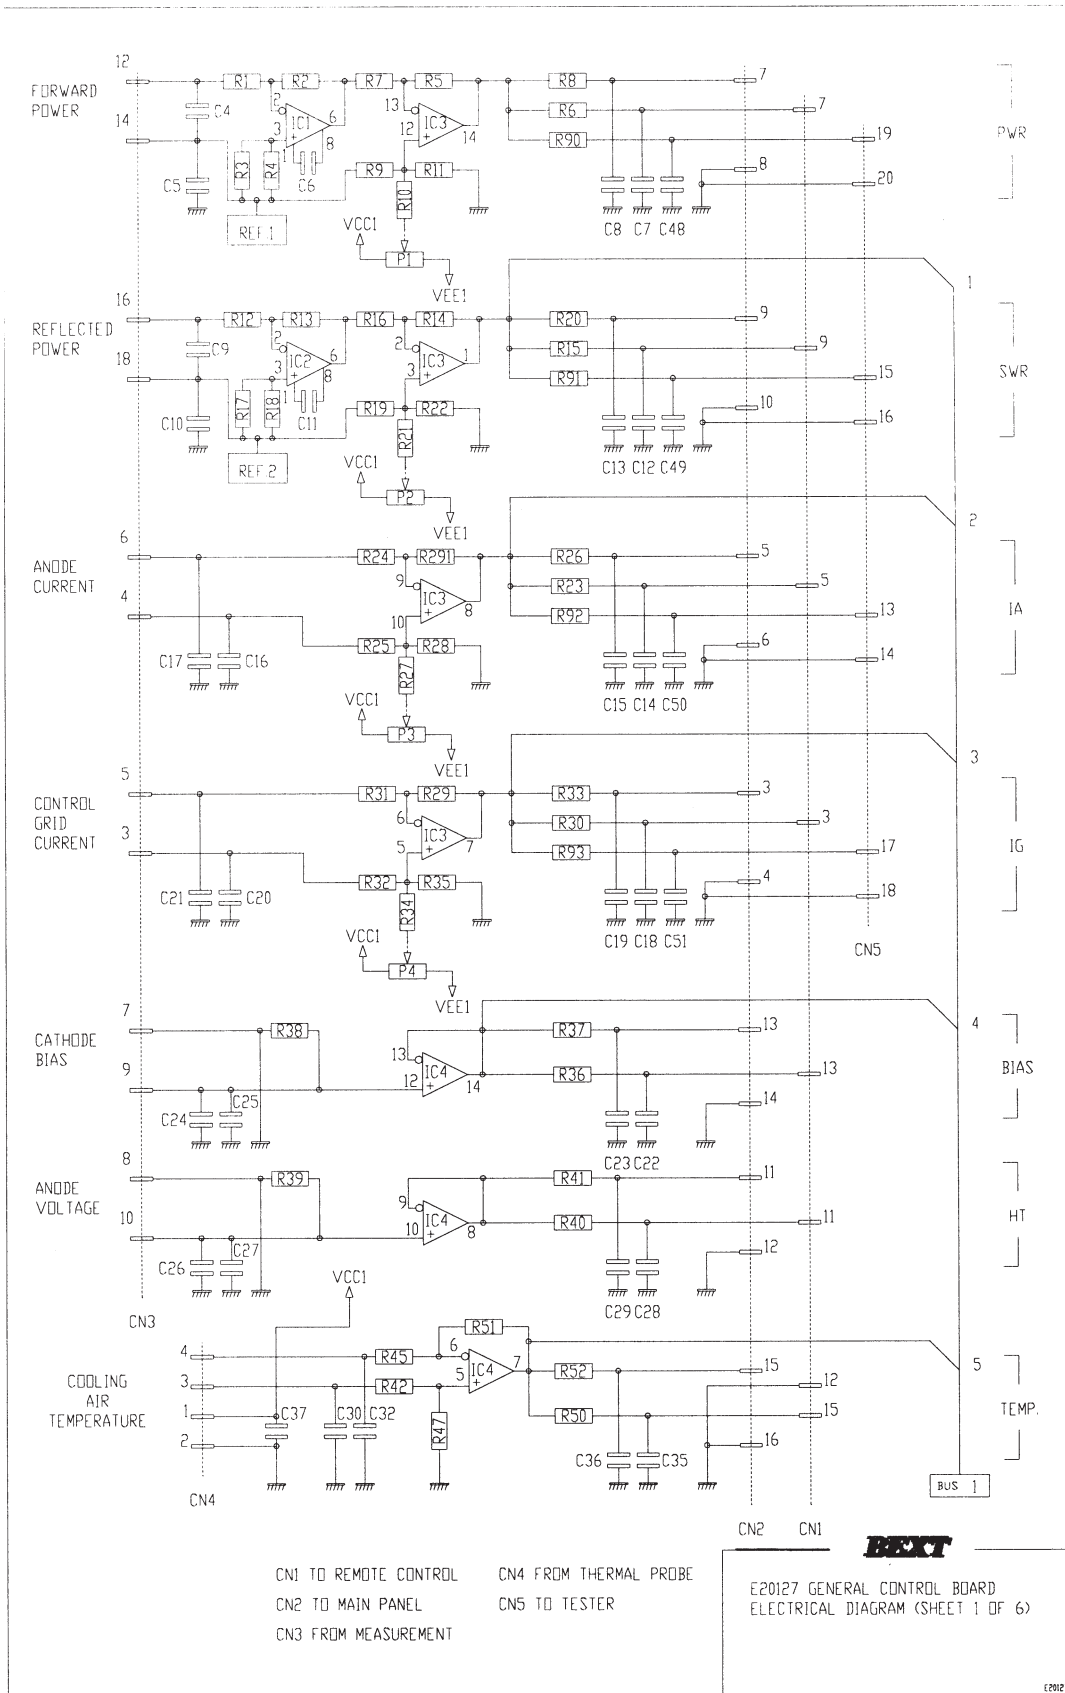 12
FORWARD
POWER
14
R1
R2
R7
R5
R8
7
C4
2
3
IC1
6
8
1
C6
13
12
IC3
14
R6
7
R90
19
PWR
C5
R3
R4
R9
R11
R10
8
20
REF.1
VCC1
P1
VEE1
C8 C7 C48
1
16
REFLECTED
POWER
18
R12
R13
R16
R14
R20
9
C9
2
3
IC2
6
8
1
C11
2
3
IC3
1
R15
9
R91
15
SWR
C10
R17
R18
R19
R22
R21
10
16
REF.2
VCC1
P2
VEE1
C13 C12 C49
2
6
ANODE
CURRENT
4
R24
R291
R26
5
9
10
IC3
8
R23
5
R92
13
IA
C17
C16
R25
R28
R27
6
14
VCC1
P3
VEE1
C15 C14 C50
3
5
CONTROL
GRID
CURRENT
3
R31
R29
R33
3
6
5
IC3
7
R30
3
R93
17
IG
C21
C20
R32
R35
R34
4
18
VCC1
P4
VEE1
C19 C18 C51
CN5
7
CATHODE
BIAS
9
R38
R37
13
4
13
12
IC4
14
R36
13
BIAS
C24
C25
14
C23 C22
8
ANODE
VOLTAGE
10
R39
R41
11
9
10
IC4
8
R40
11
HT
C26
C27
12
C29 C28
CN3
VCC1
R51
4
R45
6
5
IC4
7
R52
15
5
3
R42
12
COOLING
AIR
TEMPERATURE
1
2
C37
C30
C32
R47
R50
15
TEMP.
C36
C35
16
CN4
BUS 1
CN2
CN1
BEXT
CN1 TO REMOTE CONTROL
CN4 FROM THERMAL PROBE
CN2 TO MAIN PANEL
CN5 TO TESTER
CN3 FROM MEASUREMENT
E20127 GENERAL CONTROL BOARD
ELECTRICAL DIAGRAM (SHEET 1 OF 6)
E2012